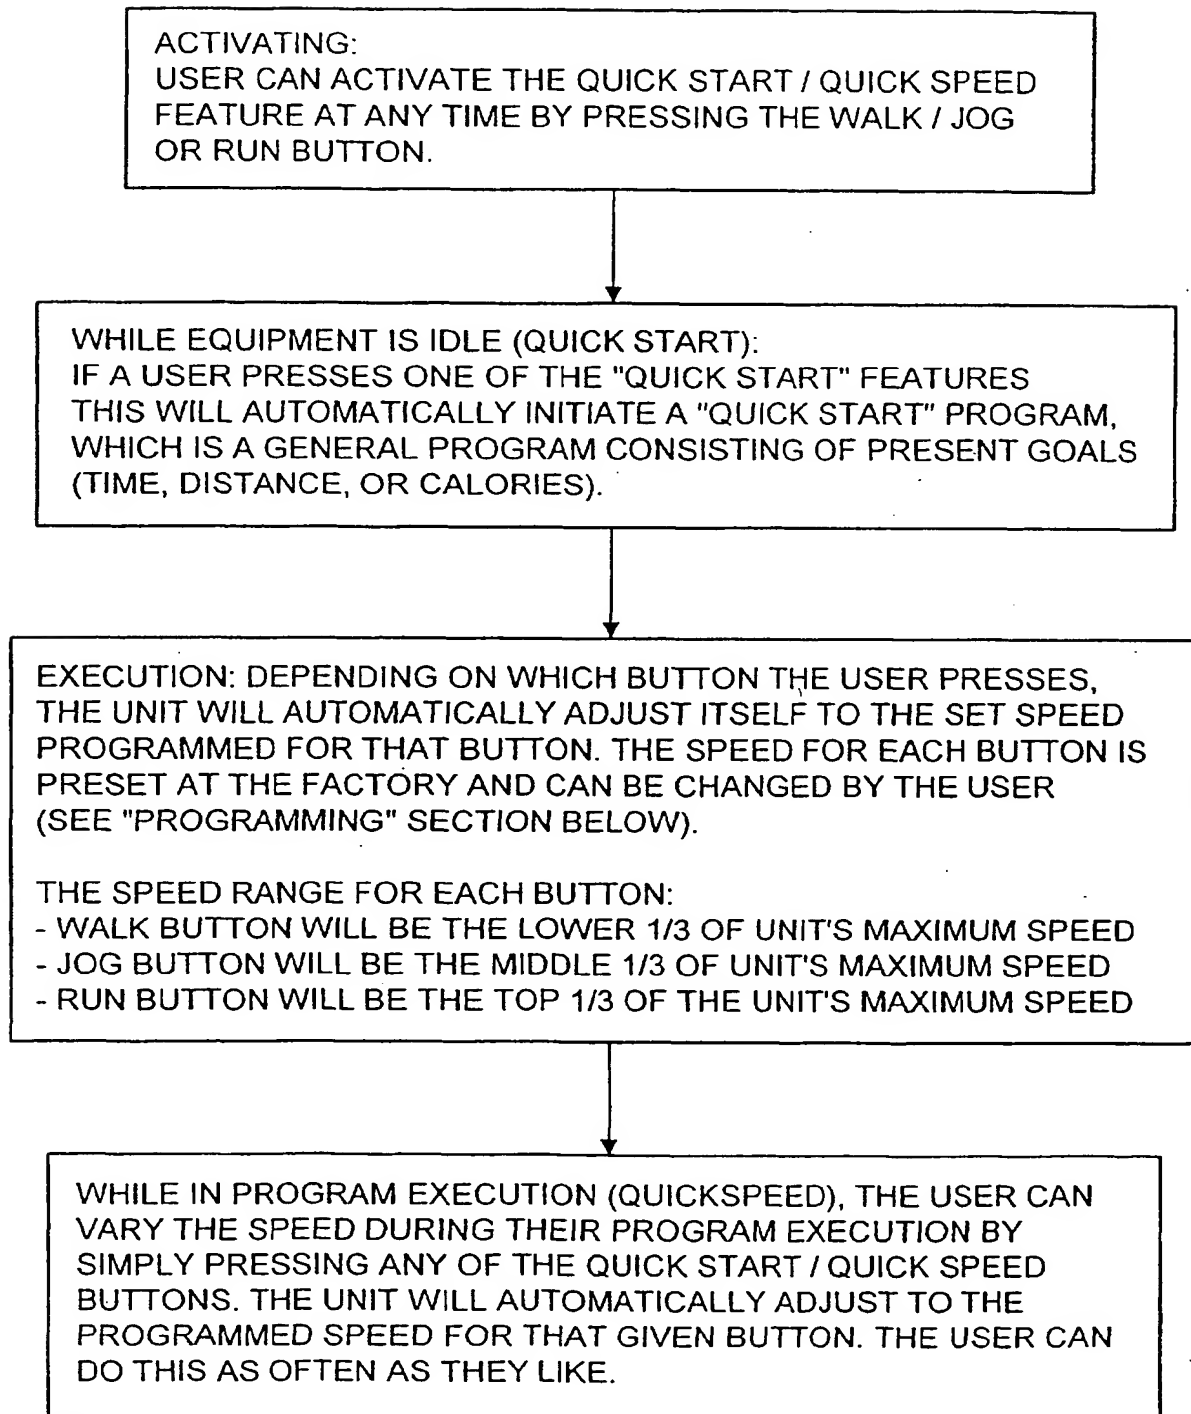 ACTIVATING:
USER CAN ACTIVATE THE QUICK START / QUICK SPEED
FEATURE AT ANY TIME BY PRESSING THE WALK / JOG
OR RUN BUTTON.
WHILE EQUIPMENT IS IDLE (QUICK START):
IF A USER PRESSES ONE OF THE "QUICK START" FEATURES
THIS WILL AUTOMATICALLY INITIATE A "QUICK START" PROGRAM,
WHICH IS A GENERAL PROGRAM CONSISTING OF PRESENT GOALS
(TIME, DISTANCE, OR CALORIES).
EXECUTION: DEPENDING ON WHICH BUTTON THE USER PRESSES,
THE UNIT WILL AUTOMATICALLY ADJUST ITSELF TO THE SET SPEED
PROGRAMMED FOR THAT BUTTON. THE SPEED FOR EACH BUTTON IS
PRESET AT THE FACTORY AND CAN BE CHANGED BY THE USER
(SEE "PROGRAMMING" SECTION BELOW).
THE SPEED RANGE FOR EACH BUTTON:
- WALK BUTTON WILL BE THE LOWER 1/3 OF UNIT'S MAXIMUM SPEED
- JOG BUTTON WILL BE THE MIDDLE 1/3 OF UNIT'S MAXIMUM SPEED
- RUN BUTTON WILL BE THE TOP 1/3 OF THE UNIT'S MAXIMUM SPEED
WHILE IN PROGRAM EXECUTION (QUICKSPEED), THE USER CAN
VARY THE SPEED DURING THEIR PROGRAM EXECUTION BY
SIMPLY PRESSING ANY OF THE QUICK START / QUICK SPEED
BUTTONS. THE UNIT WILL AUTOMATICALLY ADJUST TO THE
PROGRAMMED SPEED FOR THAT GIVEN BUTTON. THE USER CAN
DO THIS AS OFTEN AS THEY LIKE.